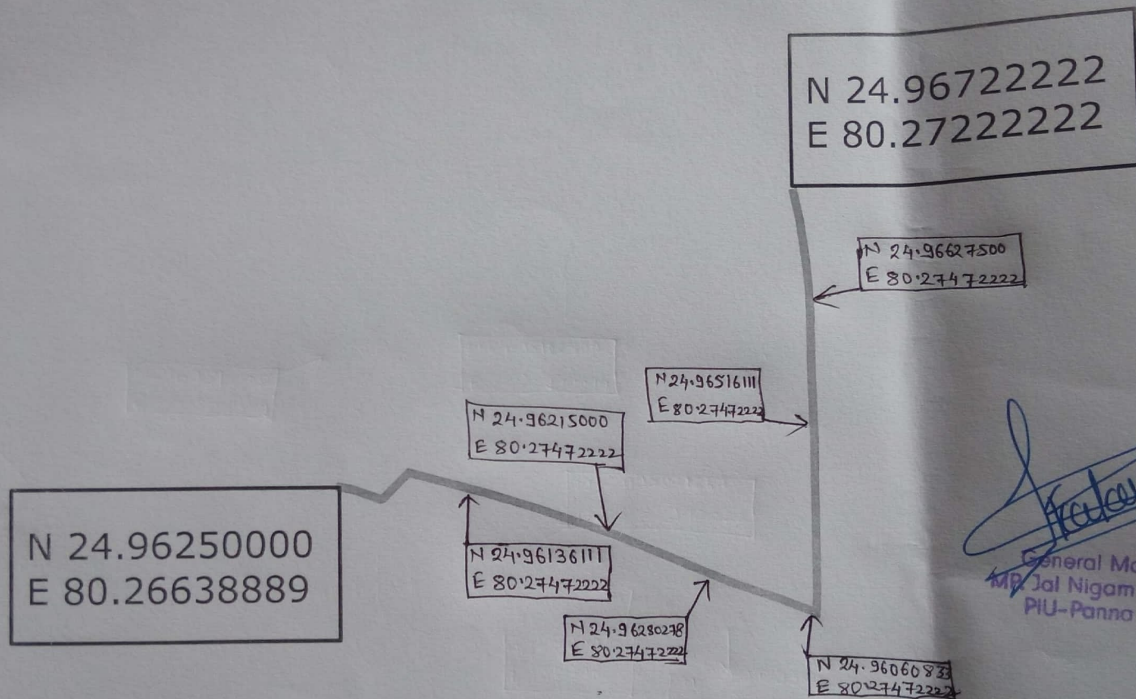 N 24.96722222
E 80.27222222
N 24.96627500
E 80.27472222
N 24.96516111
E 80.27472222
N 24.96215000
E 80.27472222
N 24.96250000
E 80.26638889
N 24.96136111
E 80.27472222
N 24.96280278
E 80.27472222
N 24.9606083
E 80.27472222
General
MP Jal Nigam
PIU-Panna